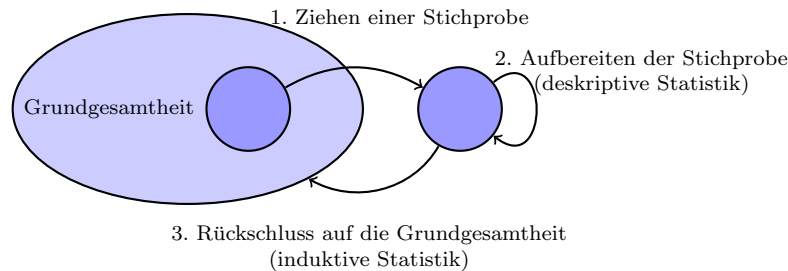 1. Ziehen einer Stichprobe
2. Aufbereiten der Stichprobe
(deskriptive Statistik)
Grundgesamtheit
3. Rückschluss auf die Grundgesamtheit
(induktive Statistik)